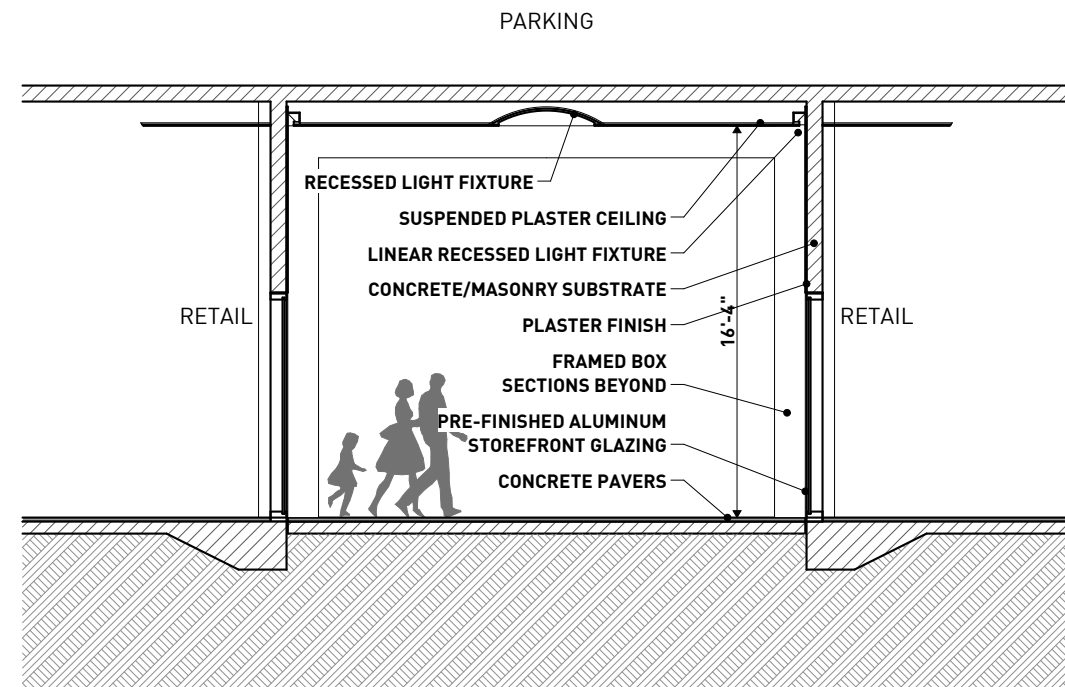 PARKING
RECESSED LIGHT FIXTURE
SUSPENDED PLASTER CEILING
LINEAR RECESSED LIGHT FIXTURE
CONCRETE/MASONRY SUBSTRATE
RETAIL
PLASTER FINISH
16'-4"
RETAIL
FRAMED BOX
SECTIONS BEYOND
PRE-FINISHED ALUMINUM
STOREFRONT GLAZING
CONCRETE PAVERS